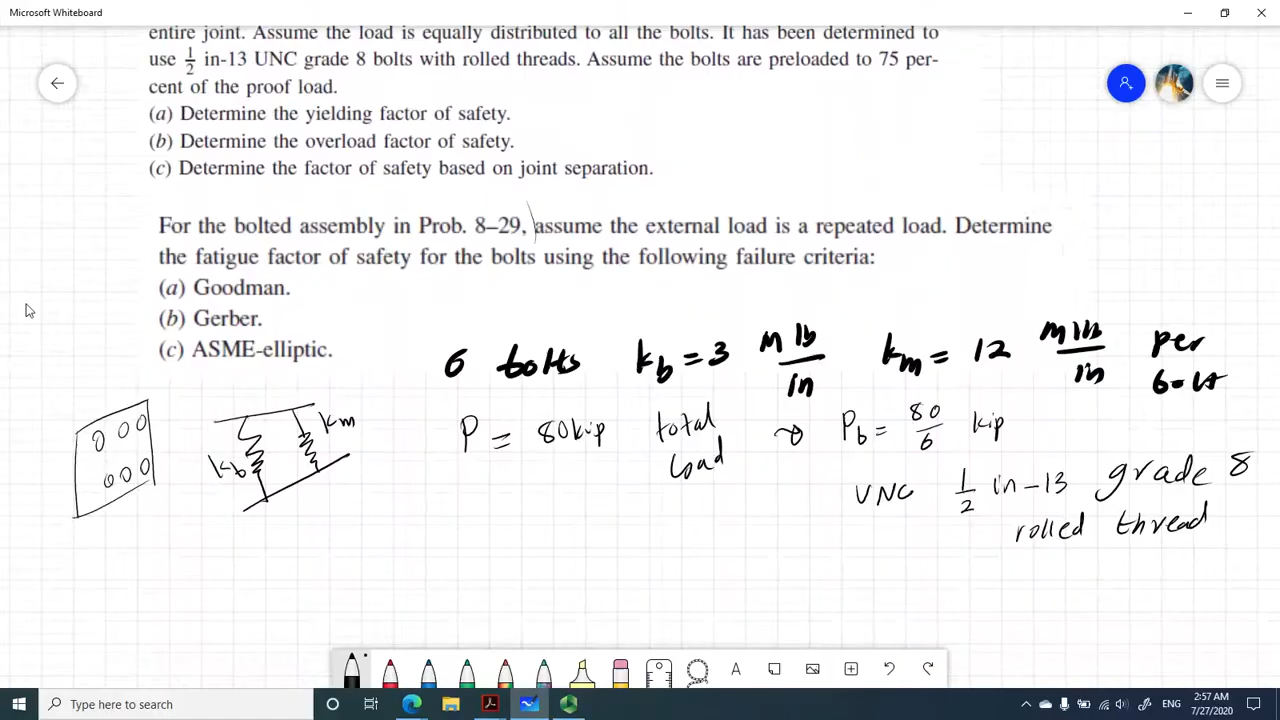 Microsoft Whiteboard
entire joint. Assume the load is equally distributed to all the bolts. It has been determined to
use 1/2 in-13 UNC grade 8 bolts with rolled threads. Assume the bolts are preloaded to 75 per-
cent of the proof load.
(a) Determine the yielding factor of safety.
(b) Determine the overload factor of safety.
(c) Determine the factor of safety based on joint separation.
For the bolted assembly in Prob. 8–29, assume the external load is a repeated load. Determine
the fatigue factor of safety for the bolts using the following failure criteria:
(a) Goodman.
(b) Gerber.
(c) ASME-elliptic.
6 bolts kb = 3 Mlb/in km = 12 Mlb/in per
kb km
P = 80kip total load Pb = 80/6 kip
UNC 1/2 in-13 grade 8
rolled thread
A
Type here to search
ENG
2:57 AM
7/27/2020